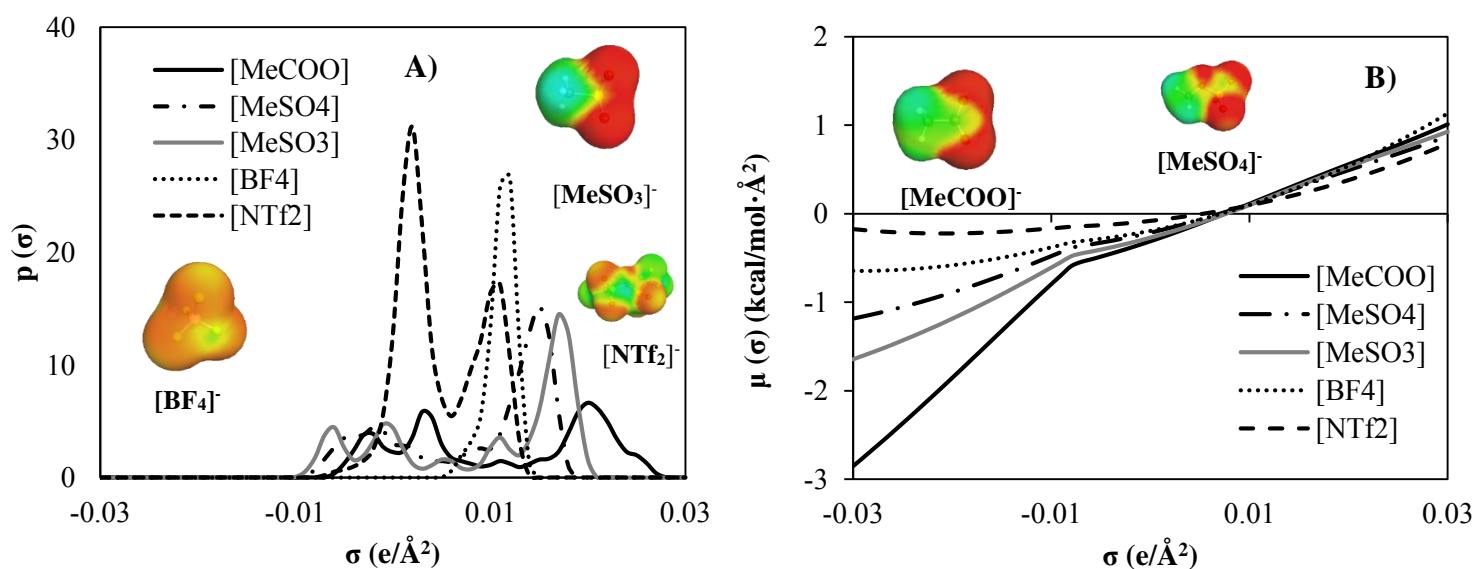 A)
p (σ)
40
30
20
10
0
[MeCOO]
[MeSO4]
[MeSO3]
[BF4]
[NTf2]
[MeSO₃]⁻
[BF₄]⁻
[NTf₂]⁻
-0.03
-0.01
0.01
0.03
σ (e/Å²)
B)
μ (σ) (kcal/mol·Å²)
2
1
0
-1
-2
-3
[MeCOO]⁻
[MeSO₄]⁻
[MeCOO]
[MeSO4]
[MeSO3]
[BF4]
[NTf2]
-0.03
-0.01
0.01
0.03
σ (e/Å²)